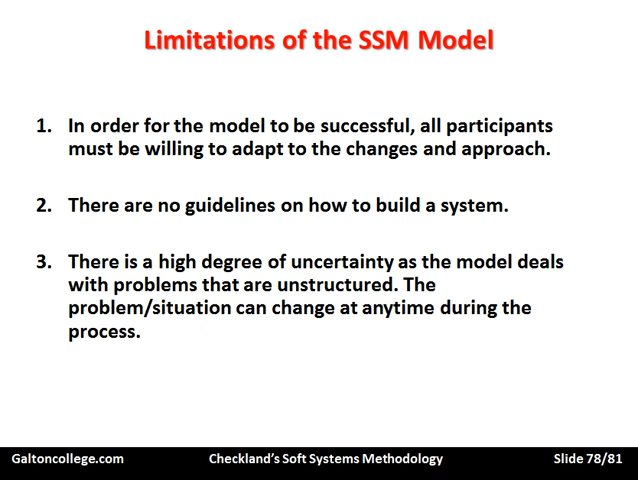 Limitations of the SSM Model
1. In order for the model to be successful, all participants
must be willing to adapt to the changes and approach.
2. There are no guidelines on how to build a system.
3. There is a high degree of uncertainty as the model deals
with problems that are unstructured. The
problem/situation can change at anytime during the
process.
Galtoncollege.com Checkland's Soft Systems Methodology Slide 78/81